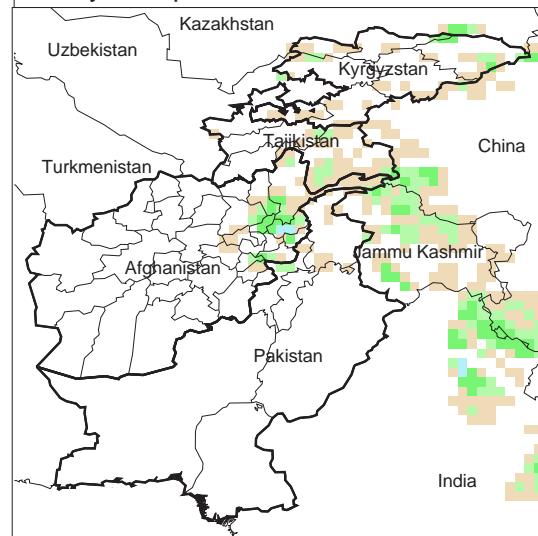 Kazakhstan
Uzbekistan
Kyrgyzstan
Tajikistan
China
Turkmenistan
Jammu Kashmir
Afghanistan
Pakistan
India